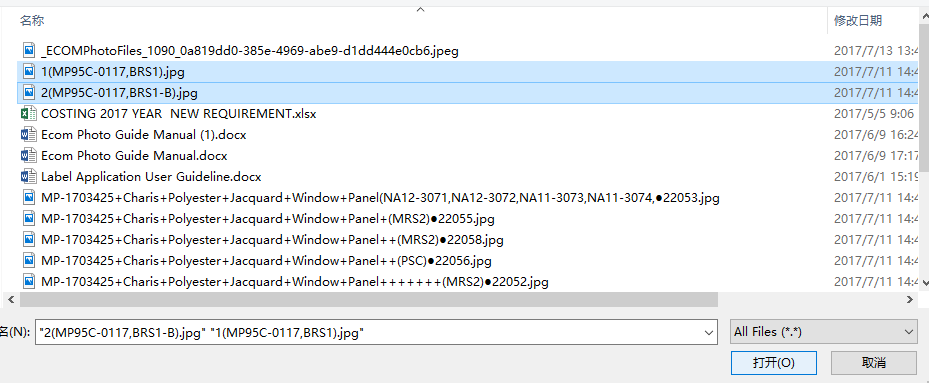 名称 修改日期
_ECOMPhotoFiles_1090_0a819dd0-385e-4969-abe9-d1dd444e0cb6.jpeg 2017/7/13 13:4
1(MP95C-0117,BRS1).jpg 2017/7/11 14:4
2(MP95C-0117,BRS1-B).jpg 2017/7/11 14:4
COSTING 2017 YEAR  NEW REQUIREMENT.xlsx 2017/5/5 9:06
Ecom Photo Guide Manual (1).docx 2017/6/9 16:24
Ecom Photo Guide Manual.docx 2017/6/9 17:17
Label Application User Guideline.docx 2017/6/1 15:19
MP-1703425+Charis+Polyester+Jacquard+Window+Panel(NA12-3071,NA12-3072,NA11-3073,NA11-3074,●22053.jpg 2017/7/11 14:4
MP-1703425+Charis+Polyester+Jacquard+Window+Panel+(MRS2)●22055.jpg 2017/7/11 14:4
MP-1703425+Charis+Polyester+Jacquard+Window+Panel++(MRS2)●22058.jpg 2017/7/11 14:4
MP-1703425+Charis+Polyester+Jacquard+Window+Panel++(PSC)●22056.jpg 2017/7/11 14:4
MP-1703425+Charis+Polyester+Jacquard+Window+Panel+++++++(MRS2)●22052.jpg 2017/7/11 14:4
名(N): "2(MP95C-0117,BRS1-B).jpg" "1(MP95C-0117,BRS1).jpg" All Files (*.*)
打开(O) 取消